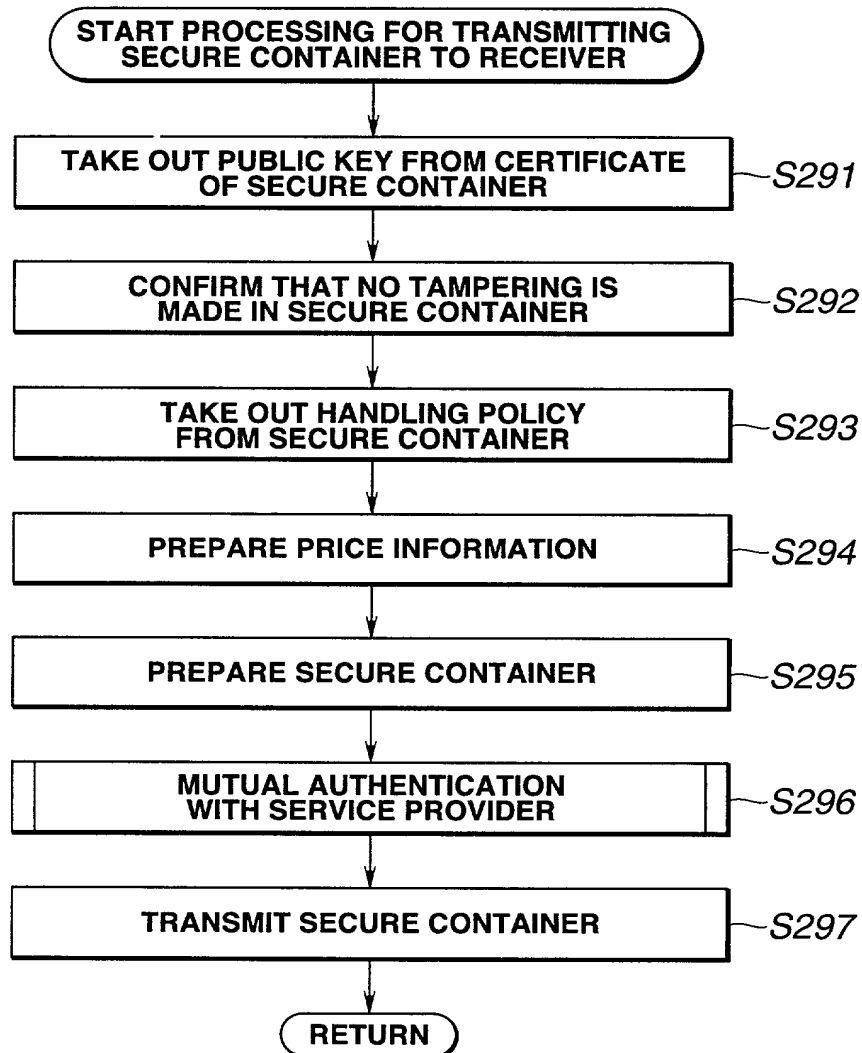 START PROCESSING FOR TRANSMITTING
SECURE CONTAINER TO RECEIVER
TAKE OUT PUBLIC KEY FROM CERTIFICATE
OF SECURE CONTAINER
S291
CONFIRM THAT NO TAMPERING IS
MADE IN SECURE CONTAINER
S292
TAKE OUT HANDLING POLICY
FROM SECURE CONTAINER
S293
PREPARE PRICE INFORMATION
S294
PREPARE SECURE CONTAINER
S295
MUTUAL AUTHENTICATION
WITH SERVICE PROVIDER
S296
TRANSMIT SECURE CONTAINER
S297
RETURN